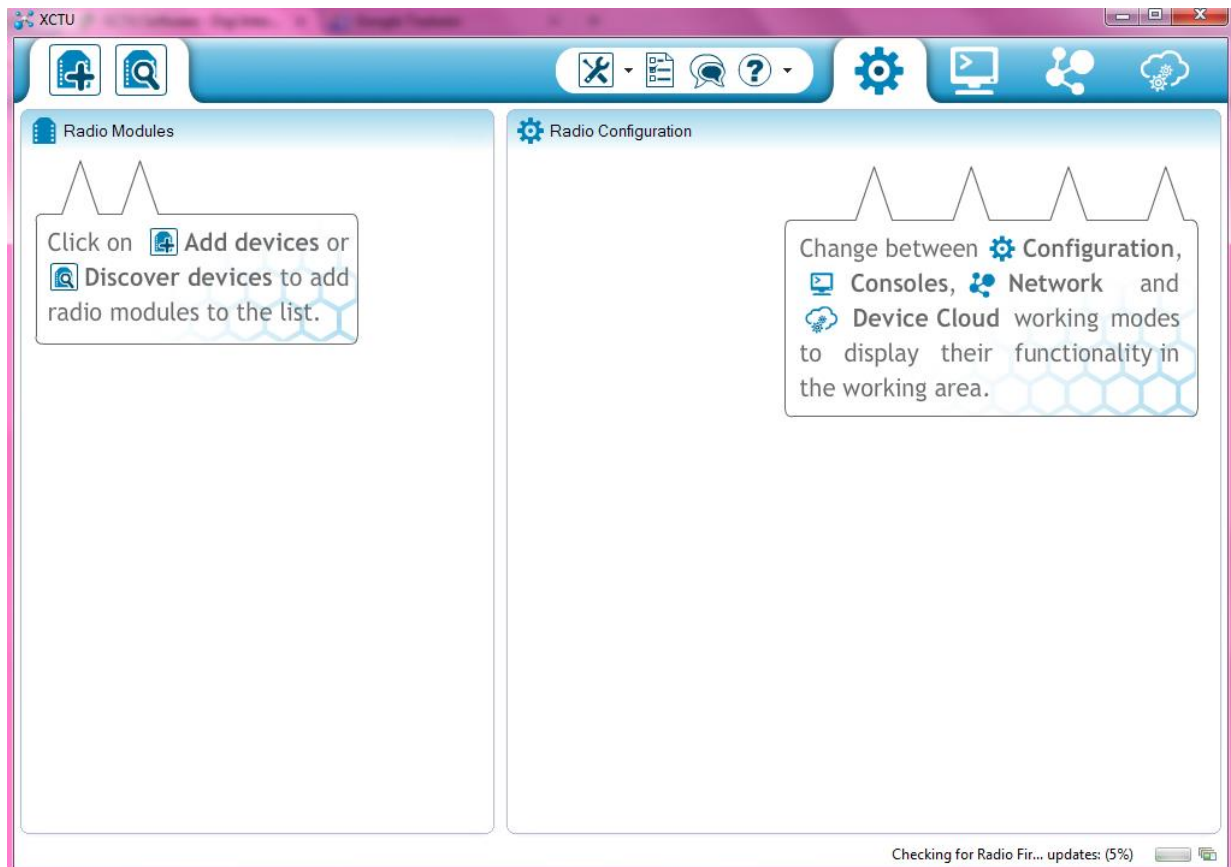 XCTU
Radio Modules
Click on Add devices or
Discover devices to add
radio modules to the list.
Radio Configuration
Change between Configuration,
Consoles, Network and
Device Cloud working modes
to display their functionality in
the working area.
Checking for Radio Fir... updates: (5%)